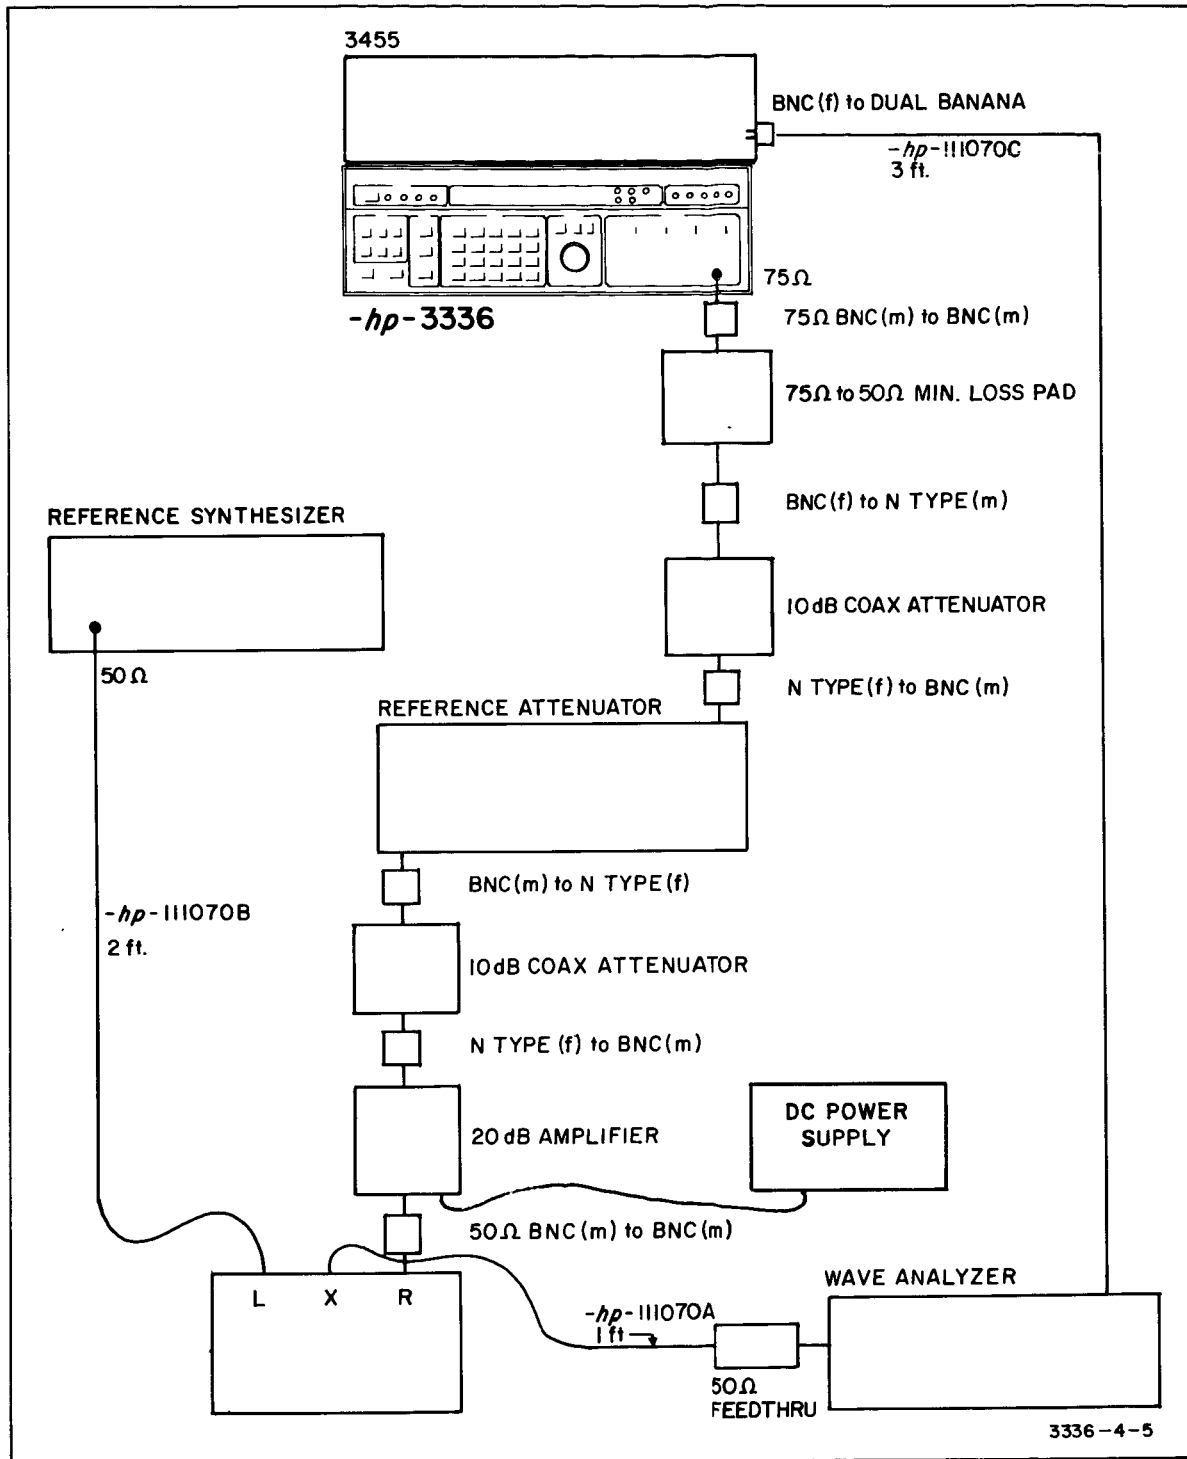 3455
BNC(f) to DUAL BANANA
-hp-111070C
3 ft.
75Ω
-hp-3336
75Ω BNC(m) to BNC(m)
75Ω to 50Ω MIN. LOSS PAD
BNC(f) to N TYPE(m)
REFERENCE SYNTHESIZER
10dB COAX ATTENUATOR
50Ω
N TYPE(f) to BNC(m)
REFERENCE ATTENUATOR
BNC(m) to N TYPE(f)
-hp-111070B
2 ft.
10dB COAX ATTENUATOR
N TYPE (f) to BNC(m)
DC POWER
SUPPLY
20dB AMPLIFIER
50Ω BNC(m) to BNC(m)
WAVE ANALYZER
L X R
-hp-111070A
1 ft
50Ω
FEEDTHRU
3336-4-5